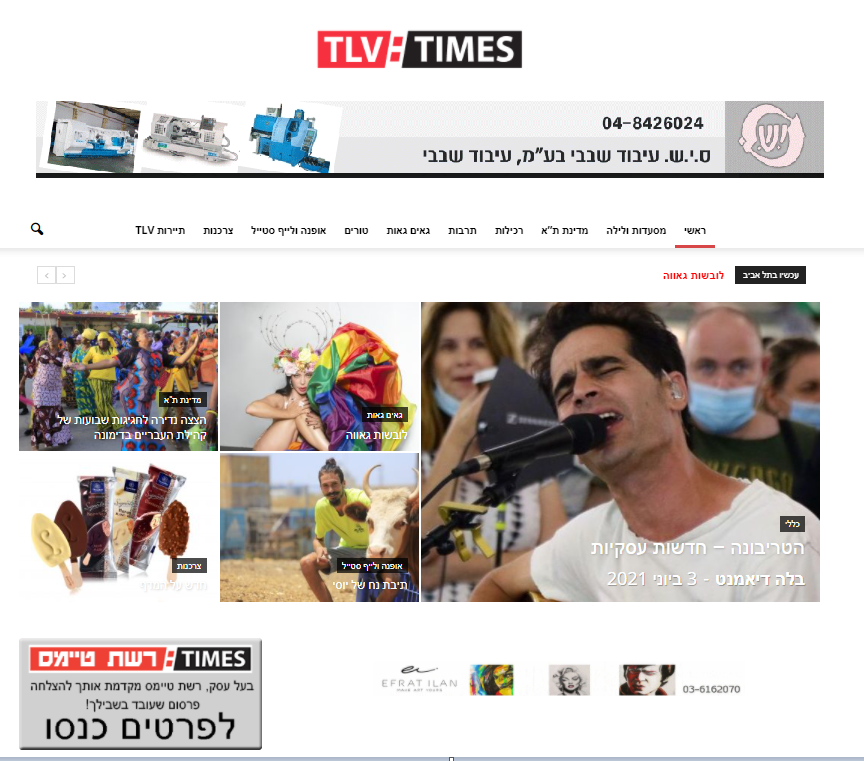 TLV:TIMES
04-8426024
ס.י.ש. עיבוד שבבי בע"מ, עיבוד שבבי
ראשי
מסעדות ולילה
מדינת ת"א
רכילות
תרבות
גאים גאות
טורים
אופנה ולייף סטייל
צרכנות
תיירות TLV
עכשיו בתל אביב
לובשות גאווה
כללי
הטריבונה – חדשות עסקיות
בלה דיאמנט - 3 ביוני 2021
גאים גאות
לובשות גאווה
מדינת ת"א
הצצה נדירה לחגיגות שבועות של
קהילת העבריים בדימונה
אופנה ולייף סטייל
תיבת נח של יוסי
צרכנות
חדש על המדף
רשת טיימס :TIMES
בעל עסק, רשת טיימס מקדמת אותך להצלחה
פרסום שעובד בשבילך!
לפרטים כנסו
EFRAT ILAN
03-6162070